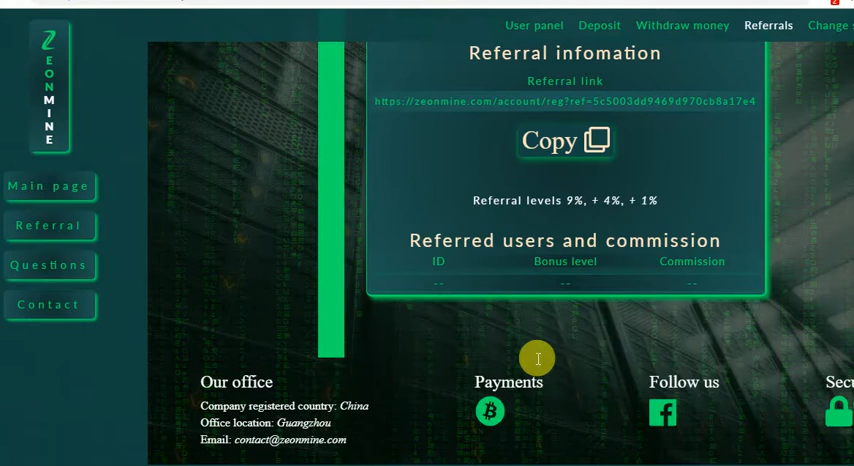 User panel Deposit Withdraw money Referrals Change
ZEONMINE
Main page
Referral
Questions
Contact
Referral infomation
Referral link
https://zeonmine.com/account/reg?ref=5c5003dd9469d970cb8a17e4
Copy
Referral levels 9%, + 4%, + 1%
Referred users and commission
ID Bonus level Commission
-- -- --
Our office
Company registered country: China
Office location: Guangzhou
Email: contact@zeonmine.com
Payments
Follow us